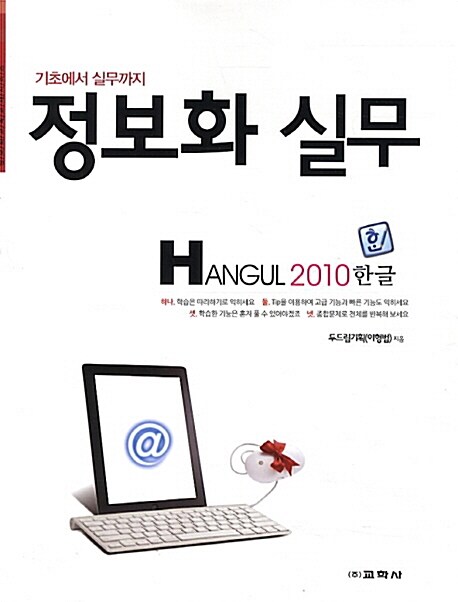 기초에서 실무까지
정보화 실무
한
HANGUL 2010 한글
하나, 학습은 따라하기로 익히세요 둘, Tip을 이용하여 고급 기능과 빠른 기능도 익히세요
셋, 학습한 기능은 혼자 풀 수 있어야겠죠 넷, 종합문제로 전체를 반복해 보세요
두드림기획(이형범) 지음
@
(주)교학사